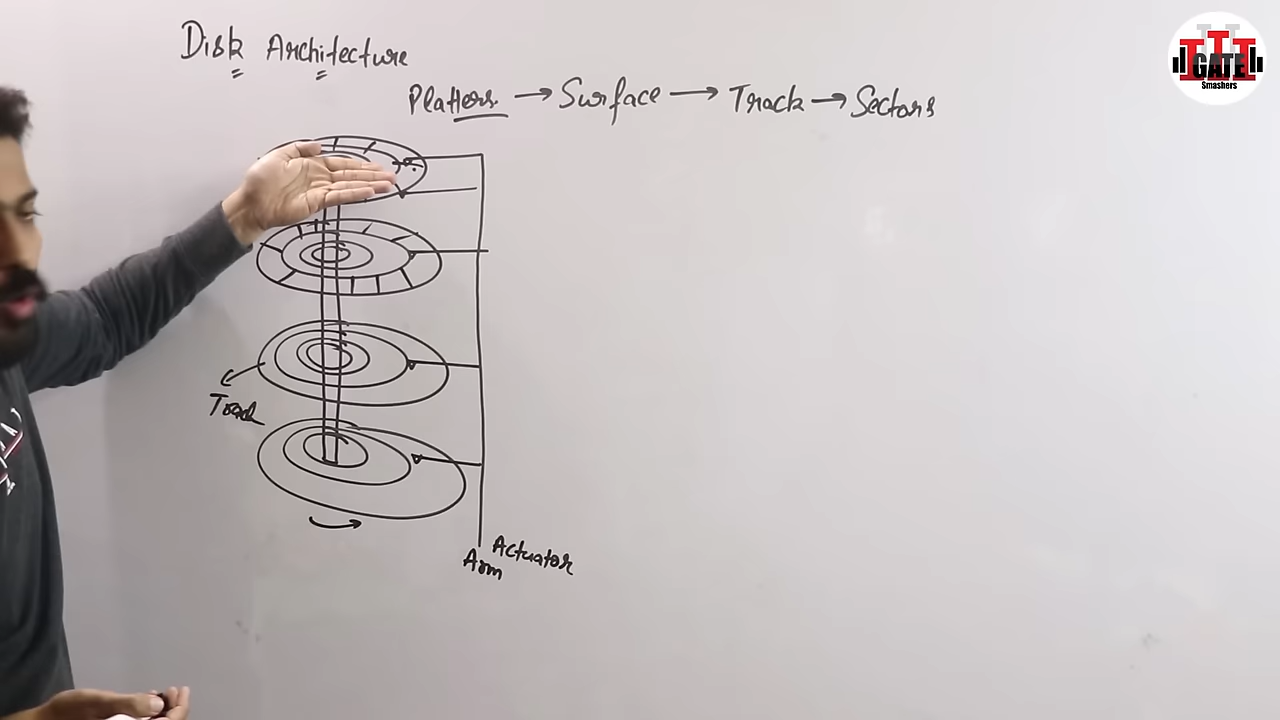 Disk Architecture
Platters → Surface → Track → Sectors
Track
Actuator
Arm
GATE
Smashers